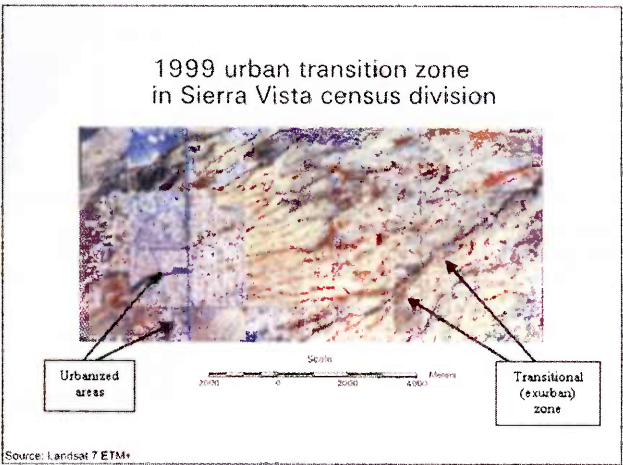 1999 urban transition zone
in Sierra Vista census division
Urbanized
areas
Scale
2000 0 2000 4000 Meters
Transitional
(exurban)
zone
Source: Landsat 7 ETM+